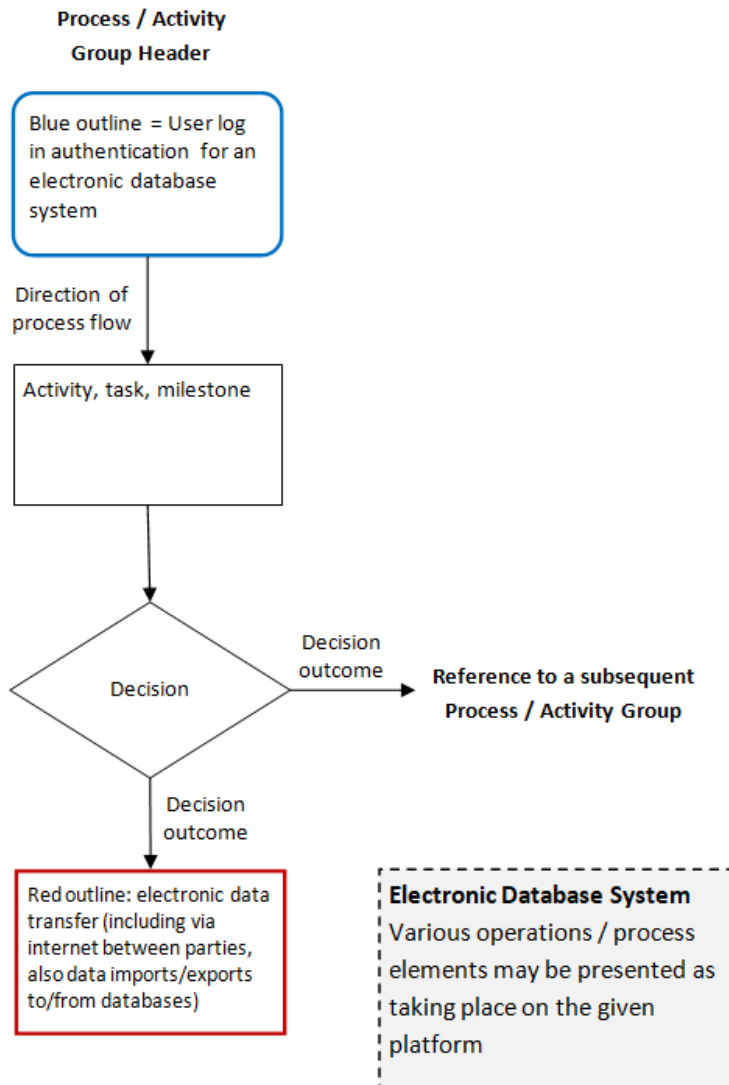 Process / Activity
Group Header
Blue outline = User log
in authentication for an
electronic database
system
Direction of
process flow
Activity, task, milestone
Decision
Decision
outcome
Reference to a subsequent
Process / Activity Group
Decision
outcome
Red outline: electronic data
transfer (including via
internet between parties,
also data imports/exports
to/from databases)
Electronic Database System
Various operations / process
elements may be presented as
taking place on the given
platform